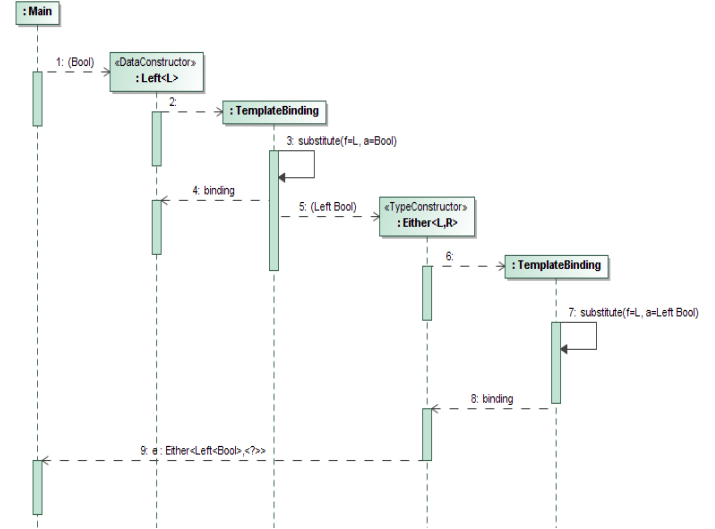 : Main
1: (Bool)
«DataConstructor»
: Left<L>
2:
: TemplateBinding
3: substitute(f=L, a=Bool)
4: binding
5: (Left Bool)
«TypeConstructor»
: Either<L,R>
6:
: TemplateBinding
7: substitute(f=L, a=Left Bool)
8: binding
9: e : Either<Left<Bool>,<?>>